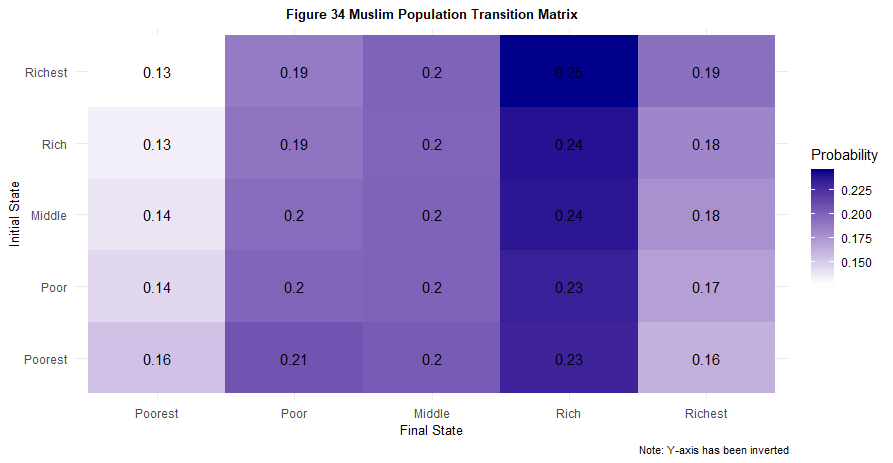 Figure 34 Muslim Population Transition Matrix
Richest 0.13 0.19 0.2 0.25 0.19
Rich 0.13 0.19 0.2 0.24 0.18
Middle 0.14 0.2 0.2 0.24 0.18
Poor 0.14 0.2 0.2 0.23 0.17
Poorest 0.16 0.21 0.2 0.23 0.16
Initial State
Poorest Poor Middle Rich Richest
Final State
Probability
0.225
0.200
0.175
0.150
Note: Y-axis has been inverted